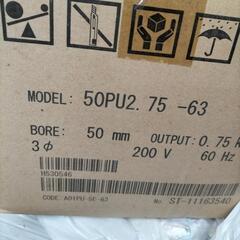 MODEL: 50PU2.75 -63
BORE: 50 mm OUTPUT: 0.75
3Φ 200 V 60 Hz
H530546
CODE: A01PU-SE-63
No. ST-11163540